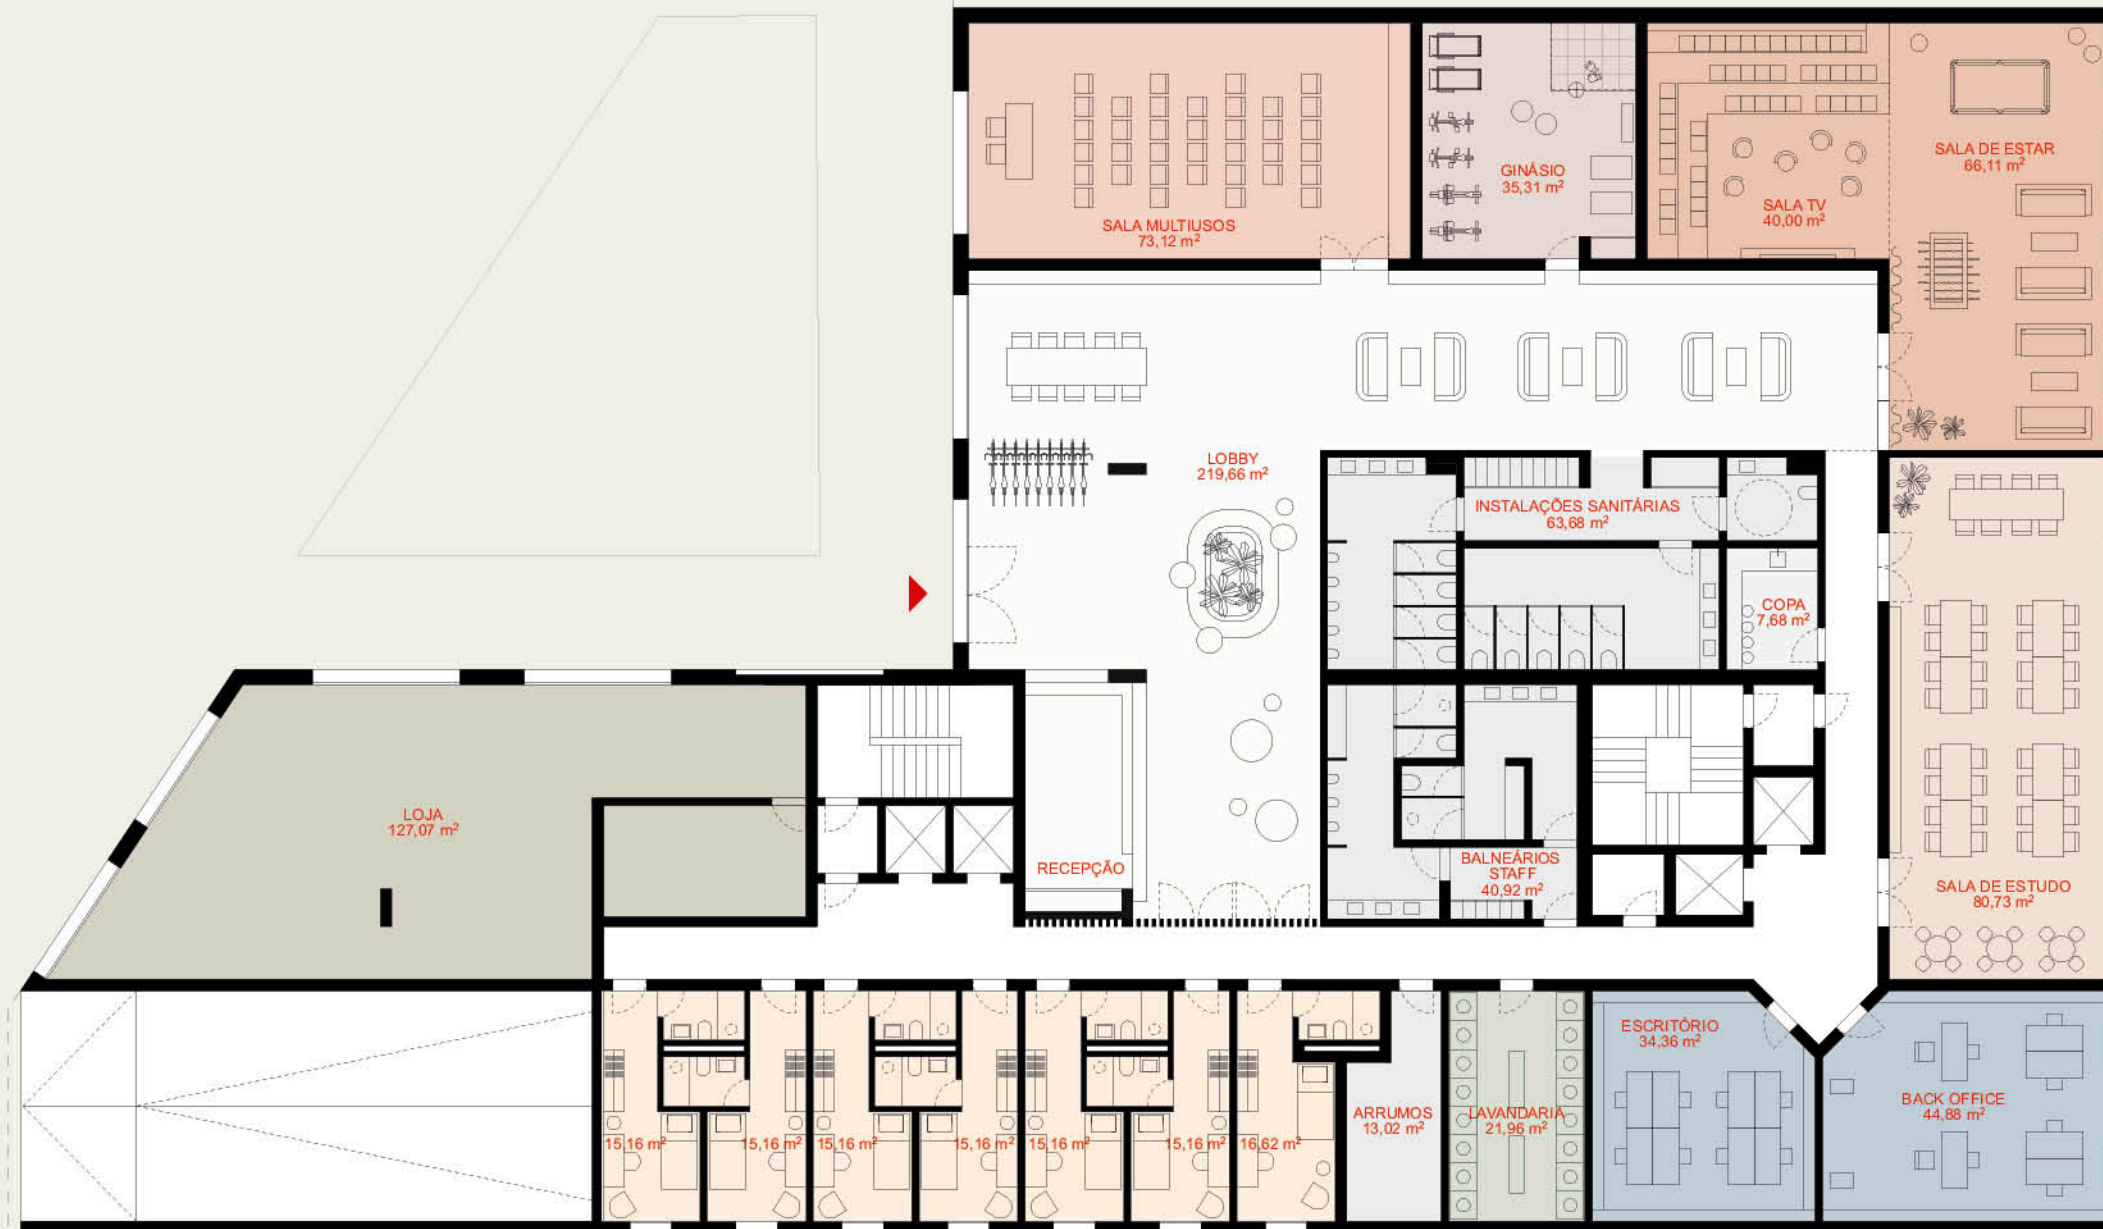 SALA MULTIUSOS
73,12 m²
GINÁSIO
35,31 m²
SALA TV
40,00 m²
SALA DE ESTAR
66,11 m²
LOBBY
219,66 m²
INSTALAÇÕES SANITÁRIAS
63,68 m²
COPA
7,68 m²
LOJA
127,07 m²
RECEPÇÃO
BALNEÁRIOS
STAFF
40,92 m²
SALA DE ESTUDO
80,73 m²
15,16 m²
15,16 m²
15,16 m²
15,16 m²
15,16 m²
15,16 m²
16,62 m²
ARRUMOS
13,02 m²
LAVANDARIA
21,96 m²
ESCRITÓRIO
34,36 m²
BACK OFFICE
44,88 m²